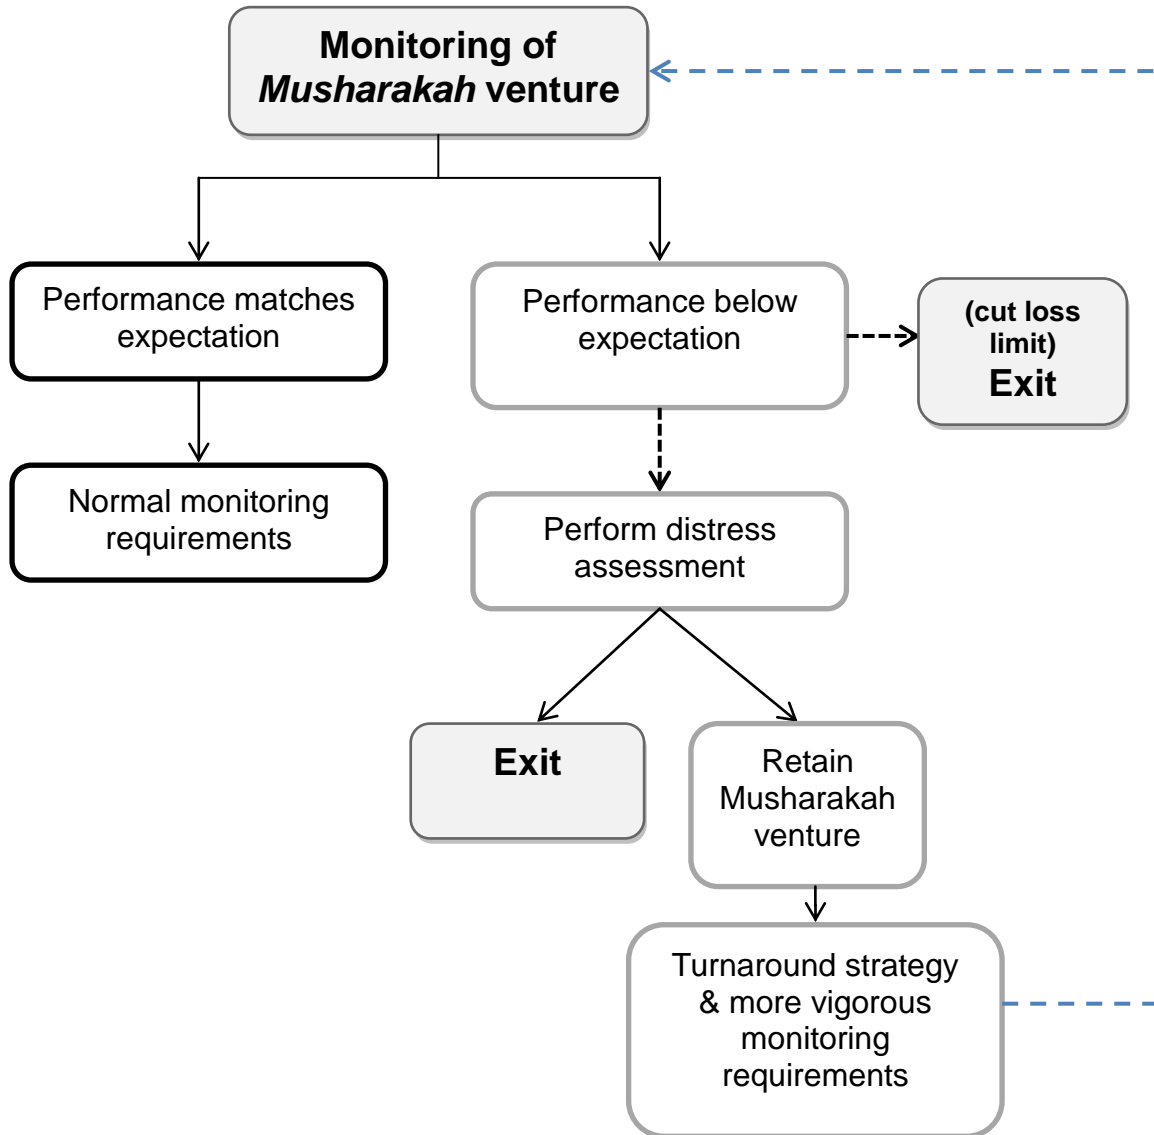 Monitoring of
Musharakah venture
Performance matches
expectation
Performance below
expectation
(cut loss
limit)
Exit
Normal monitoring
requirements
Perform distress
assessment
Exit
Retain
Musharakah
venture
Turnaround strategy
& more vigorous
monitoring
requirements